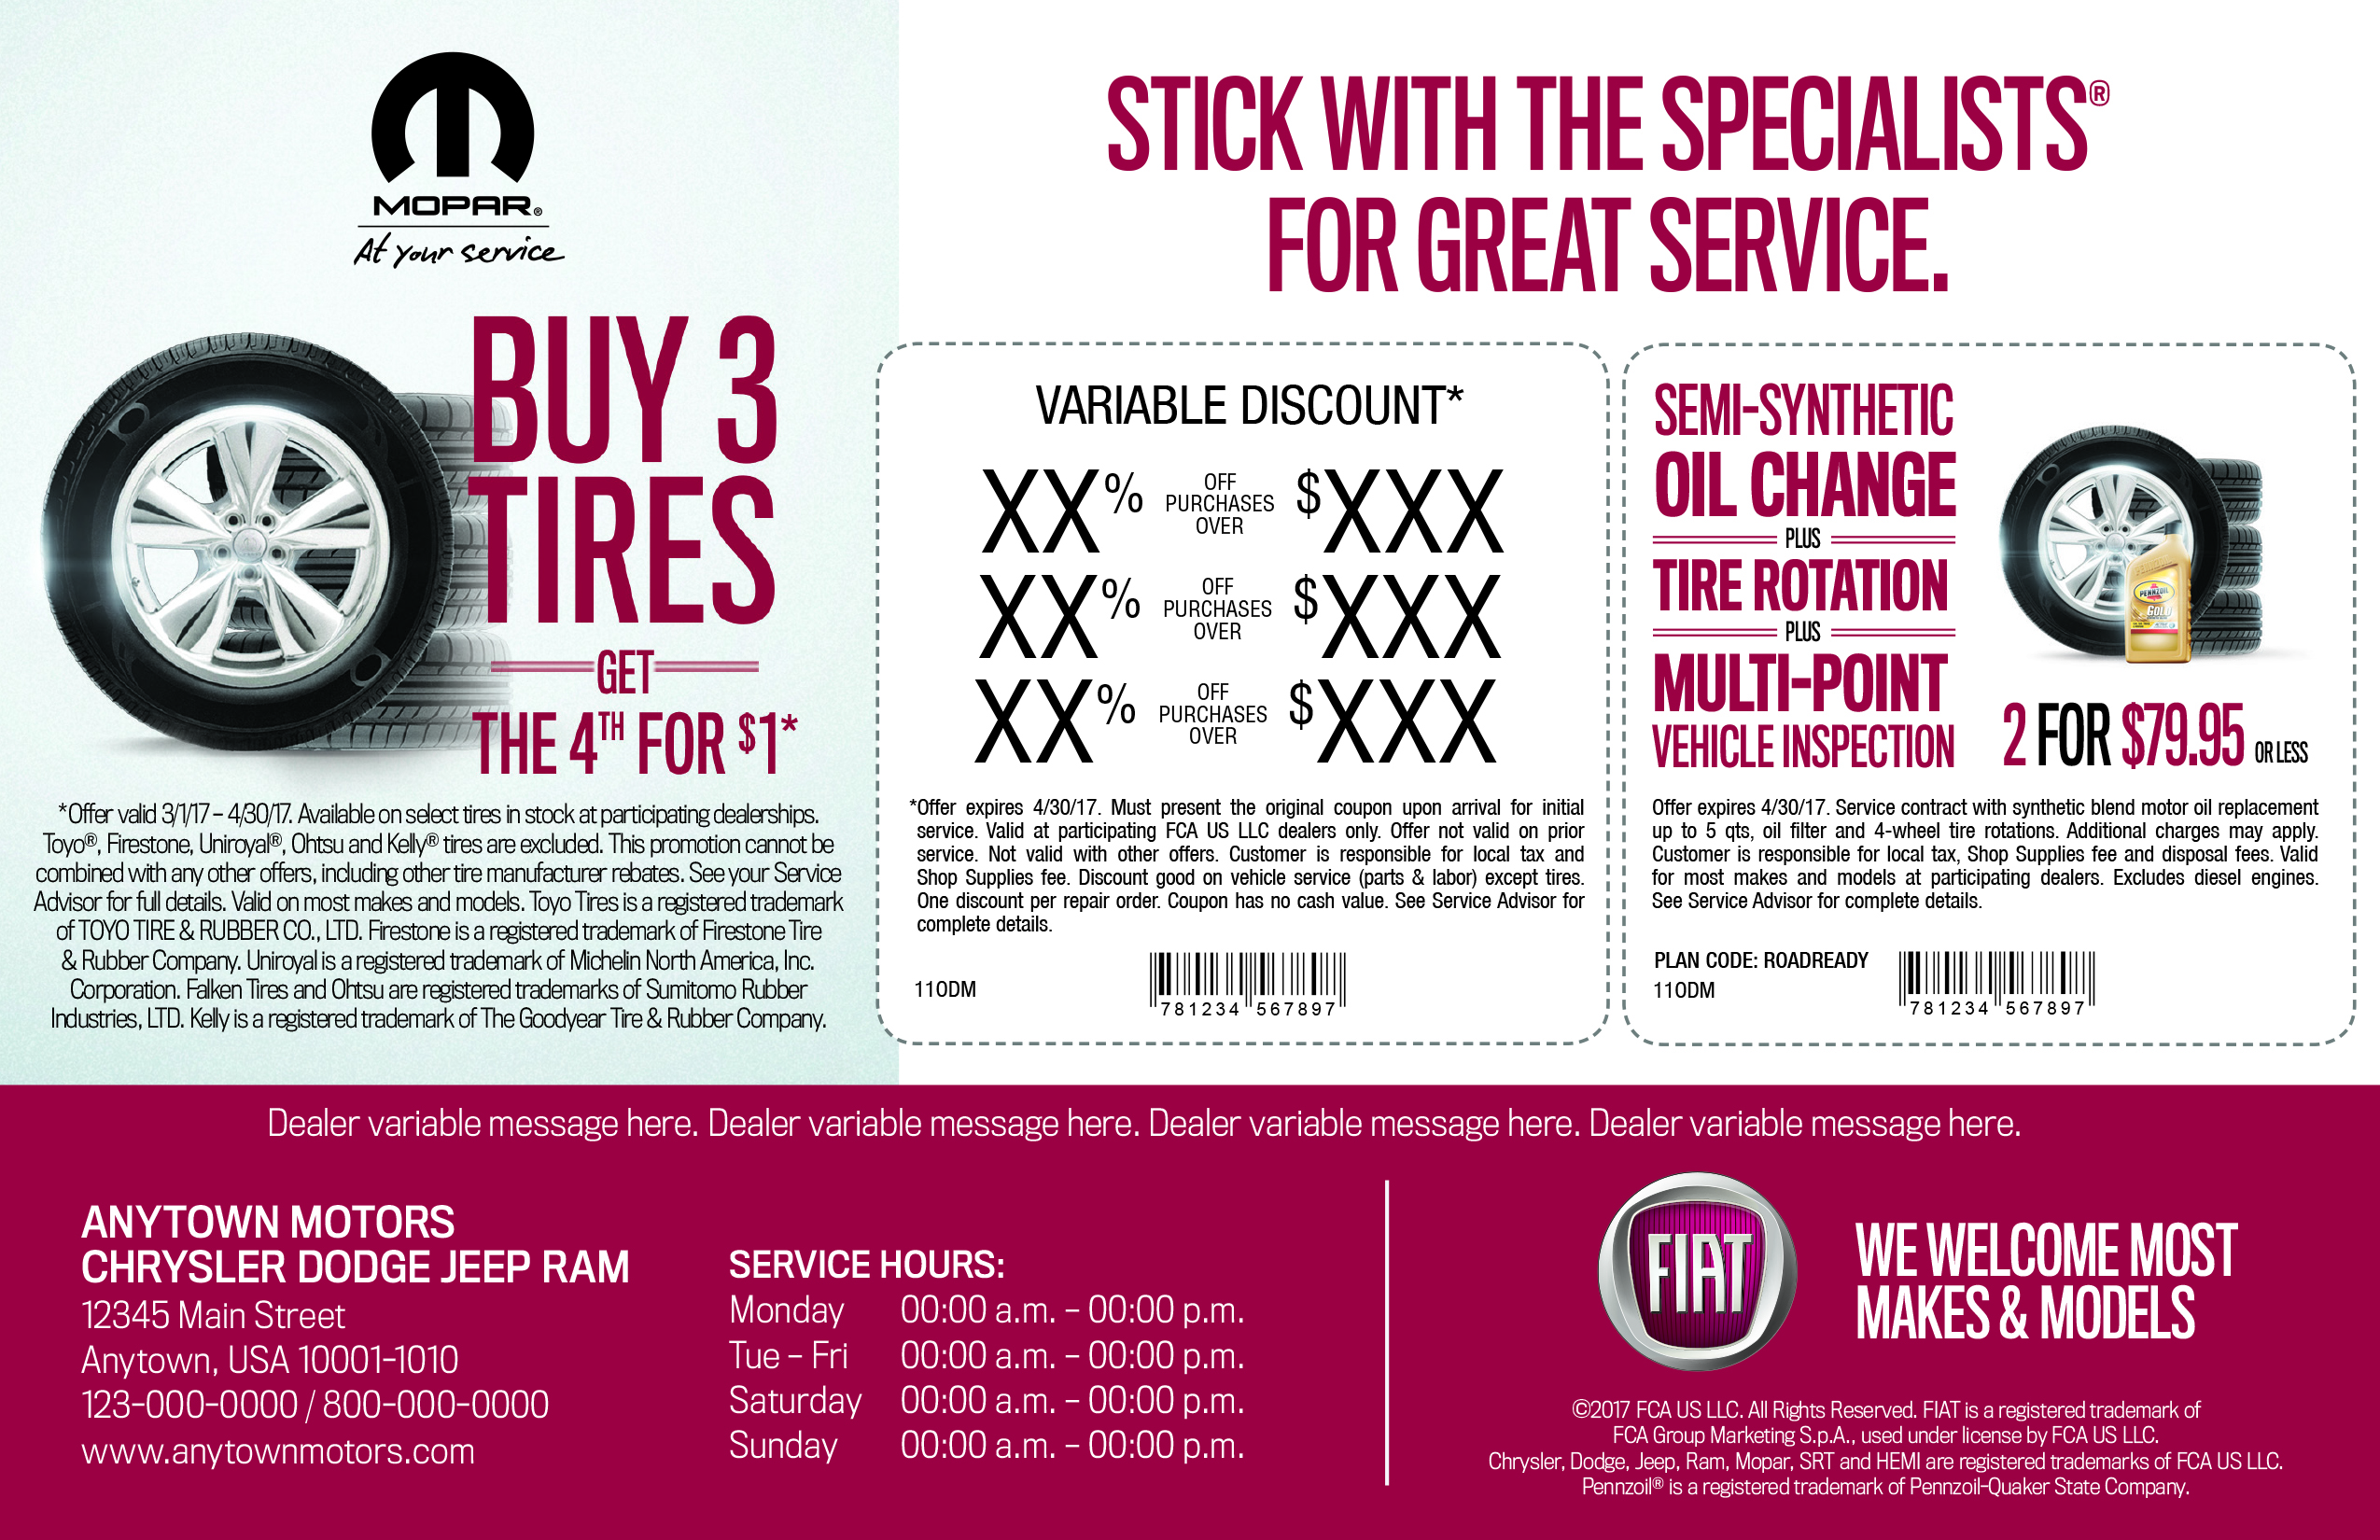 MOPAR®
At your service
BUY 3
TIRES
GET
THE 4TH FOR $1*
*Offer valid 3/1/17 – 4/30/17. Available on select tires in stock at participating dealerships.
Toyo®, Firestone, Uniroyal®, Ohtsu and Kelly® tires are excluded. This promotion cannot be
combined with any other offers, including other tire manufacturer rebates. See your Service
Advisor for full details. Valid on most makes and models. Toyo Tires is a registered trademark
of TOYO TIRE & RUBBER CO., LTD. Firestone is a registered trademark of Firestone Tire
& Rubber Company. Uniroyal is a registered trademark of Michelin North America, Inc.
Corporation. Falken Tires and Ohtsu are registered trademarks of Sumitomo Rubber
Industries, LTD. Kelly is a registered trademark of The Goodyear Tire & Rubber Company.
STICK WITH THE SPECIALISTS®
FOR GREAT SERVICE.
VARIABLE DISCOUNT*
XX% OFF PURCHASES OVER $XXX
XX% OFF PURCHASES OVER $XXX
XX% OFF PURCHASES OVER $XXX
*Offer expires 4/30/17. Must present the original coupon upon arrival for initial
service. Valid at participating FCA US LLC dealers only. Offer not valid on prior
service. Not valid with other offers. Customer is responsible for local tax and
Shop Supplies fee. Discount good on vehicle service (parts & labor) except tires.
One discount per repair order. Coupon has no cash value. See Service Advisor for
complete details.
110DM
781234 567897
SEMI-SYNTHETIC
OIL CHANGE
PLUS
TIRE ROTATION
PLUS
MULTI-POINT
VEHICLE INSPECTION
PENNZOIL
GOLD
2 FOR $79.95 OR LESS
Offer expires 4/30/17. Service contract with synthetic blend motor oil replacement
up to 5 qts, oil filter and 4-wheel tire rotations. Additional charges may apply.
Customer is responsible for local tax, Shop Supplies fee and disposal fees. Valid
for most makes and models at participating dealers. Excludes diesel engines.
See Service Advisor for complete details.
PLAN CODE: ROADREADY
110DM
781234 567897
Dealer variable message here. Dealer variable message here. Dealer variable message here. Dealer variable message here.
ANYTOWN MOTORS
CHRYSLER DODGE JEEP RAM
12345 Main Street
Anytown, USA 10001-1010
123-000-0000 / 800-000-0000
www.anytownmotors.com
SERVICE HOURS:
Monday 00:00 a.m. – 00:00 p.m.
Tue – Fri 00:00 a.m. – 00:00 p.m.
Saturday 00:00 a.m. – 00:00 p.m.
Sunday 00:00 a.m. – 00:00 p.m.
FIAT
WE WELCOME MOST
MAKES & MODELS
©2017 FCA US LLC. All Rights Reserved. FIAT is a registered trademark of
FCA Group Marketing S.p.A., used under license by FCA US LLC.
Chrysler, Dodge, Jeep, Ram, Mopar, SRT and HEMI are registered trademarks of FCA US LLC.
Pennzoil® is a registered trademark of Pennzoil-Quaker State Company.